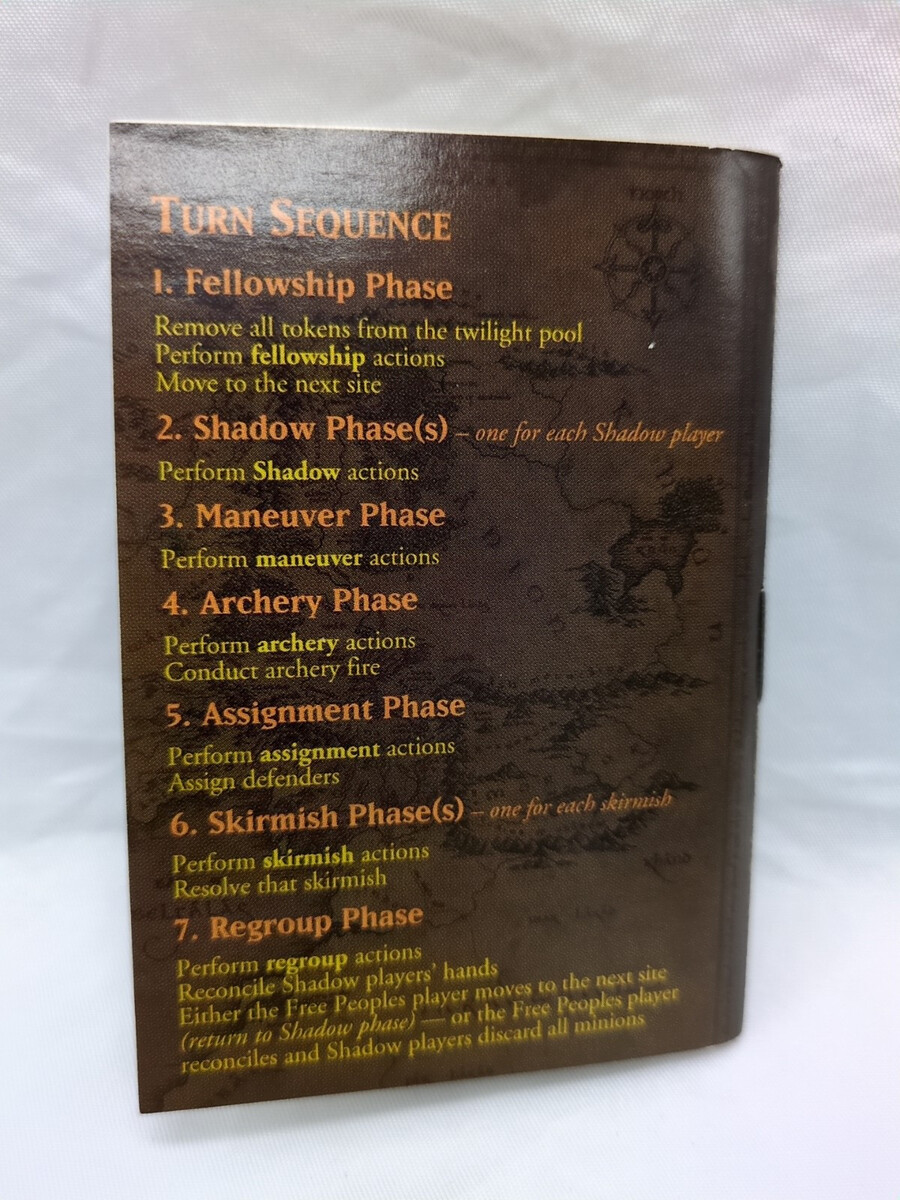 TURN SEQUENCE
1. Fellowship Phase
Remove all tokens from the twilight pool
Perform fellowship actions
Move to the next site
2. Shadow Phase(s) – one for each Shadow player
Perform Shadow actions
3. Maneuver Phase
Perform maneuver actions
4. Archery Phase
Perform archery actions
Conduct archery fire
5. Assignment Phase
Perform assignment actions
Assign defenders
6. Skirmish Phase(s) – one for each skirmish
Perform skirmish actions
Resolve that skirmish
7. Regroup Phase
Perform regroup actions
Reconcile Shadow players' hands
Either the Free Peoples player moves to the next site
(return to Shadow phase) — or the Free Peoples player
reconciles and Shadow players discard all minions